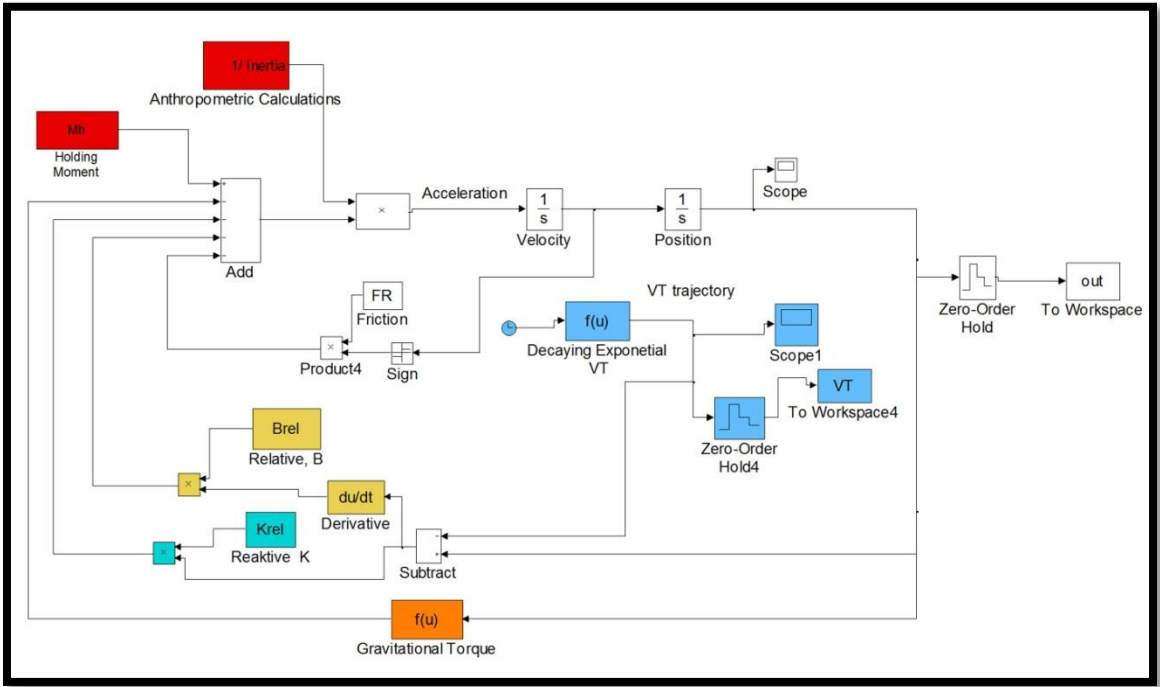 1/ Inertia
Anthropometric Calculations
Mh
Holding
Moment
Add
×
Acceleration
1
s
Velocity
1
s
Position
Scope
Zero-Order
Hold
out
To Workspace
FR
Friction
×
Product4
Sign
VT trajectory
f(u)
Decaying Exponetial
VT
Scope1
VT
To Workspace4
Zero-Order
Hold4
Brel
Relative, B
×
du/dt
Derivative
Krel
Reaktive K
×
Subtract
f(u)
Gravitational Torque